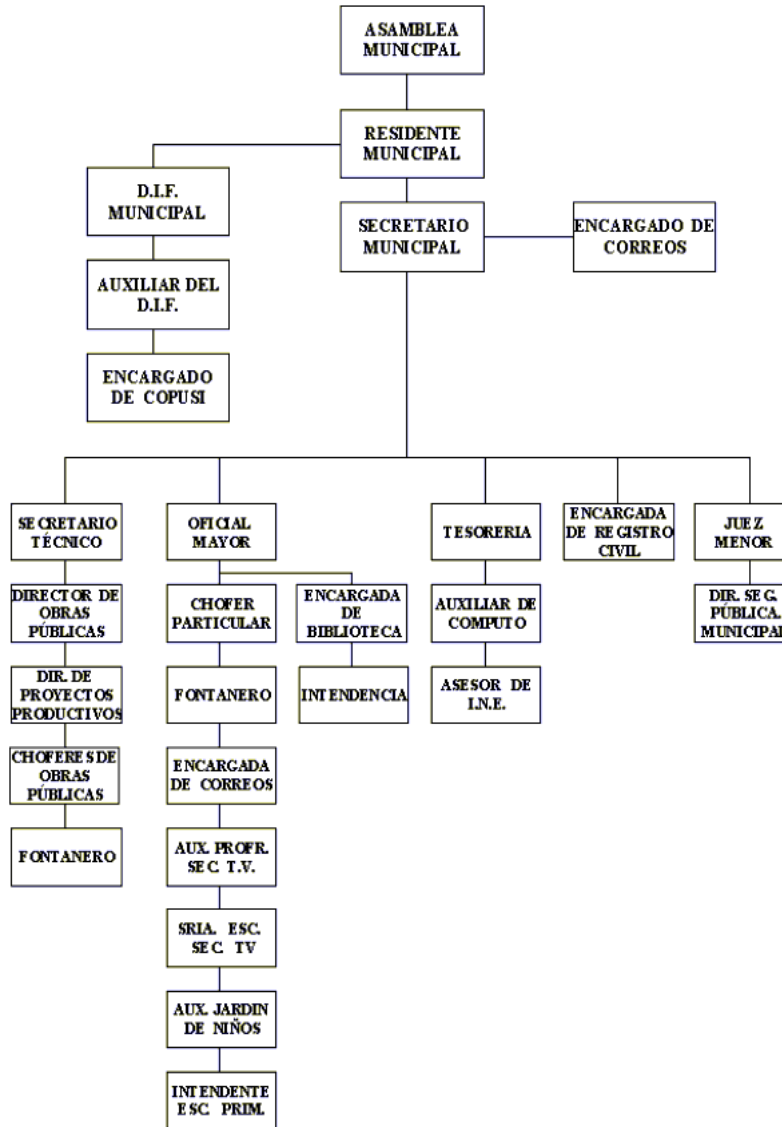 ASAMBLEA
MUNICIPAL
RESIDENTE
MUNICIPAL
D.I.F.
MUNICIPAL
SECRETARIO
MUNICIPAL
ENCARGADO DE
CORREOS
AUXILIAR DEL
D.I.F.
ENCARGADO
DE COPUSI
SECRETARIO
TÉCNICO
OFICIAL
MAYOR
TESORERIA
ENCARGADA
DE REGISTRO
CIVIL
JUEZ
MENOR
DIRECTOR DE
OBRAS
PÚBLICAS
CHOFER
PARTICULAR
ENCARGADA
DE
BIBLIOTECA
AUXILIAR DE
COMPUTO
DIR. SEG.
PÚBLICA.
MUNICIPAL
DIR. DE
PROYECTOS
PRODUCTIVOS
FONTANERO
INTENDENCIA
ASESOR DE
I.N.E.
CHOFERES DE
OBRAS
PÚBLICAS
ENCARGADA
DE CORREOS
FONTANERO
AUX. PROFR.
SEC. T.V.
SRIA. ESC.
SEC. TV
AUX. JARDIN
DE NIÑOS
INTENDENTE
ESC. PRIM.